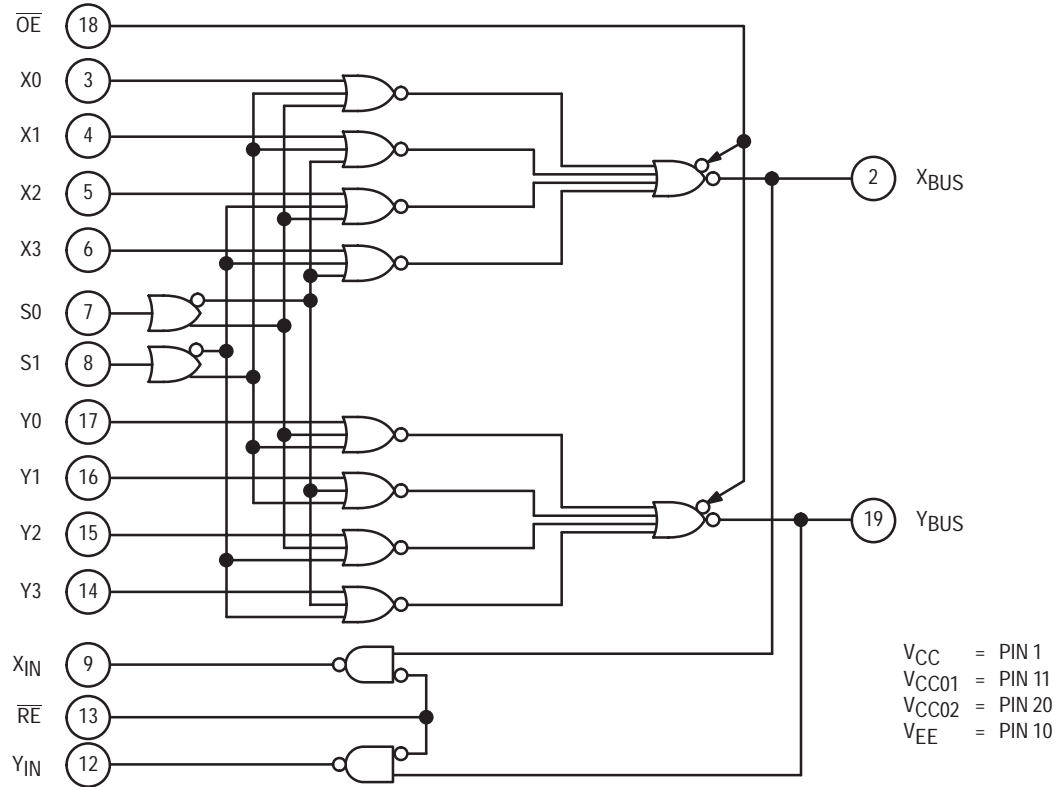 OE 18
X0 3
X1 4
X2 5
X3 6
S0 7
S1 8
Y0 17
Y1 16
Y2 15
Y3 14
XIN 9
RE 13
YIN 12
2 XBUS
19 YBUS
VCC = PIN 1
VCC01 = PIN 11
VCC02 = PIN 20
VEE = PIN 10